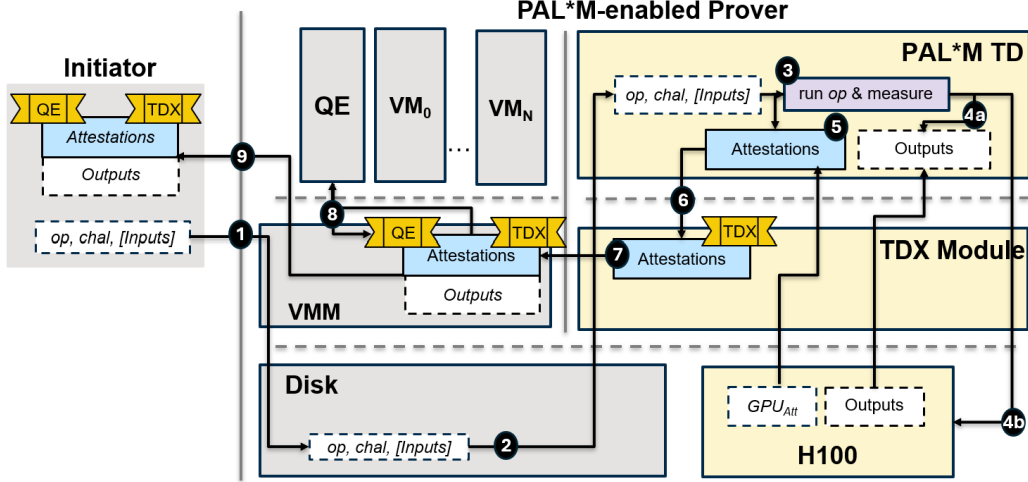 PAL*M-enabled Prover
Initiator
QE
TDX
Attestations
Outputs
op, chal, [Inputs]
9
1
QE
VM0
...
VMN
8
QE
TDX
Attestations
Outputs
VMM
PAL*M TD
op, chal, [Inputs]
3
run op & measure
4a
5
Attestations
Outputs
6
TDX
Attestations
7
TDX Module
Disk
op, chal, [Inputs]
2
GPUAtt
Outputs
4b
H100